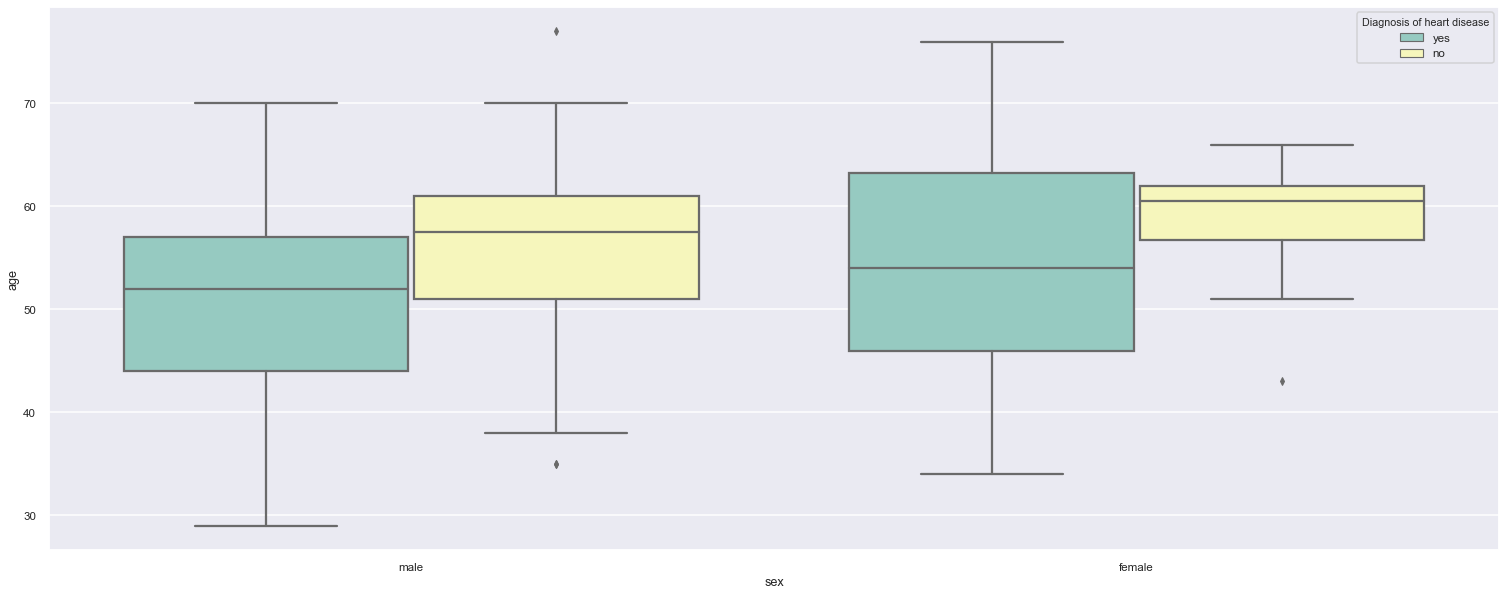 Diagnosis of heart disease
yes
no
70
60
50
40
30
age
male
female
sex